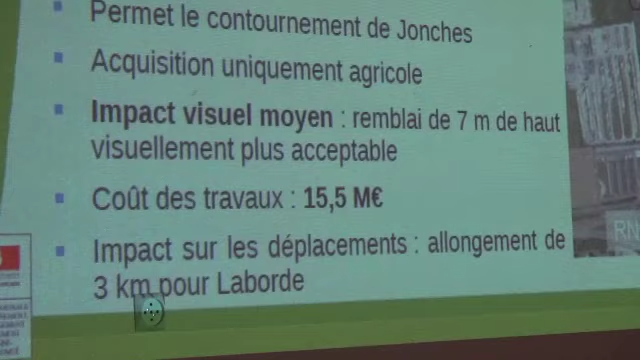 Permet le contournement de Jonches
Acquisition uniquement agricole
Impact visuel moyen : remblai de 7 m de haut
visuellement plus acceptable
Coût des travaux : 15,5 M€
Impact sur les déplacements : allongement de
3 km pour Laborde
RN